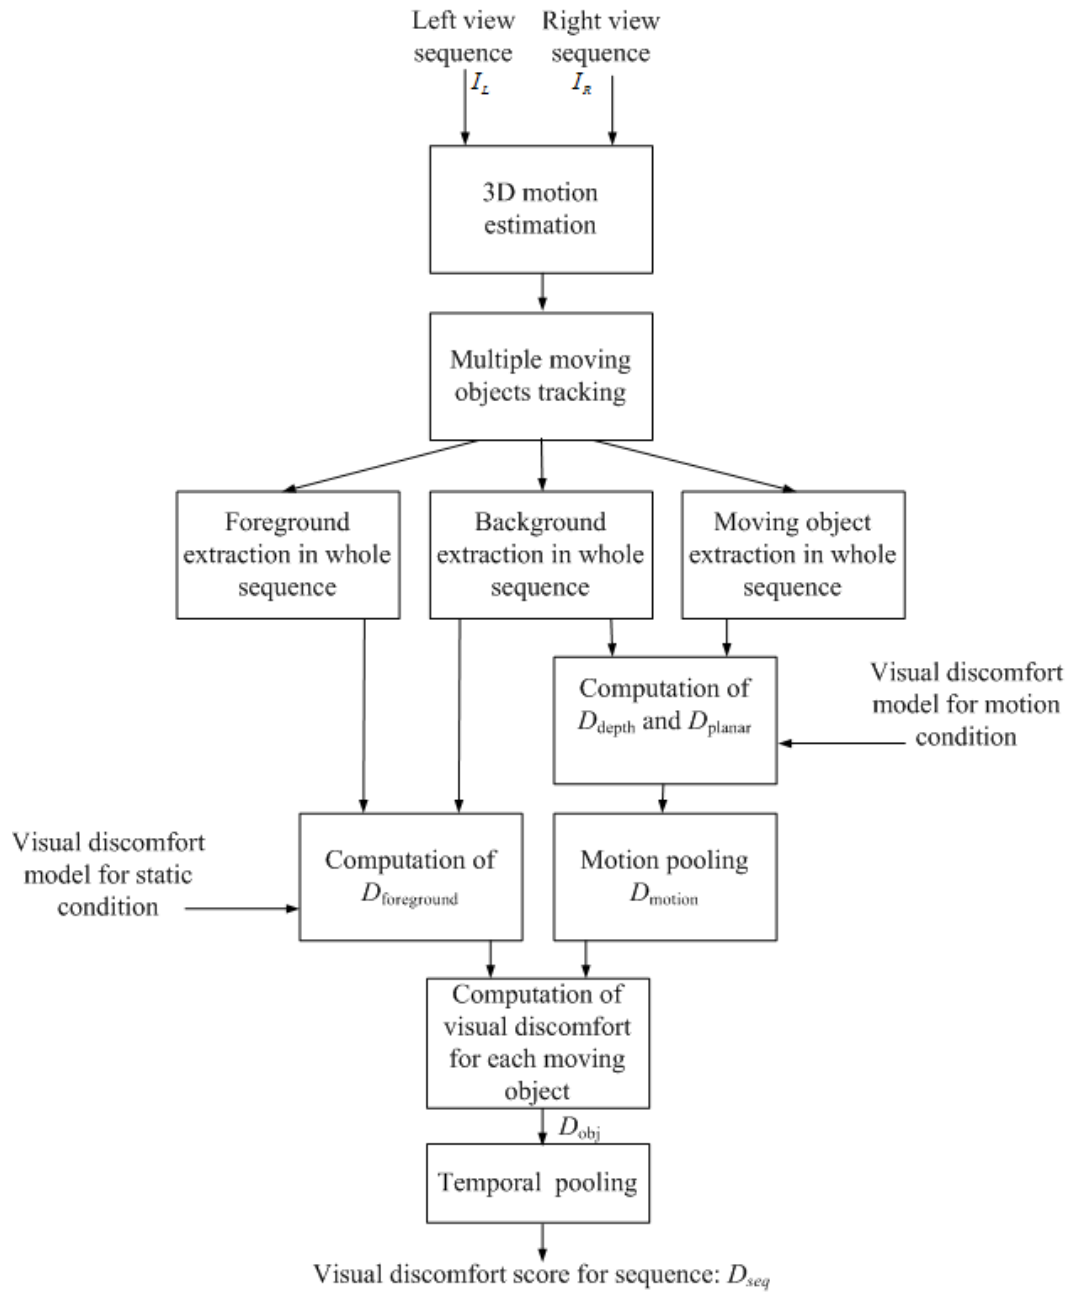 Left view
sequence
I_L
Right view
sequence
I_R
3D motion
estimation
Multiple moving
objects tracking
Foreground
extraction in whole
sequence
Background
extraction in whole
sequence
Moving object
extraction in whole
sequence
Computation of
D_depth and D_planar
Visual discomfort
model for motion
condition
Visual discomfort
model for static
condition
Computation of
D_foreground
Motion pooling
D_motion
Computation of
visual discomfort
for each moving
object
D_obj
Temporal pooling
Visual discomfort score for sequence: D_seq